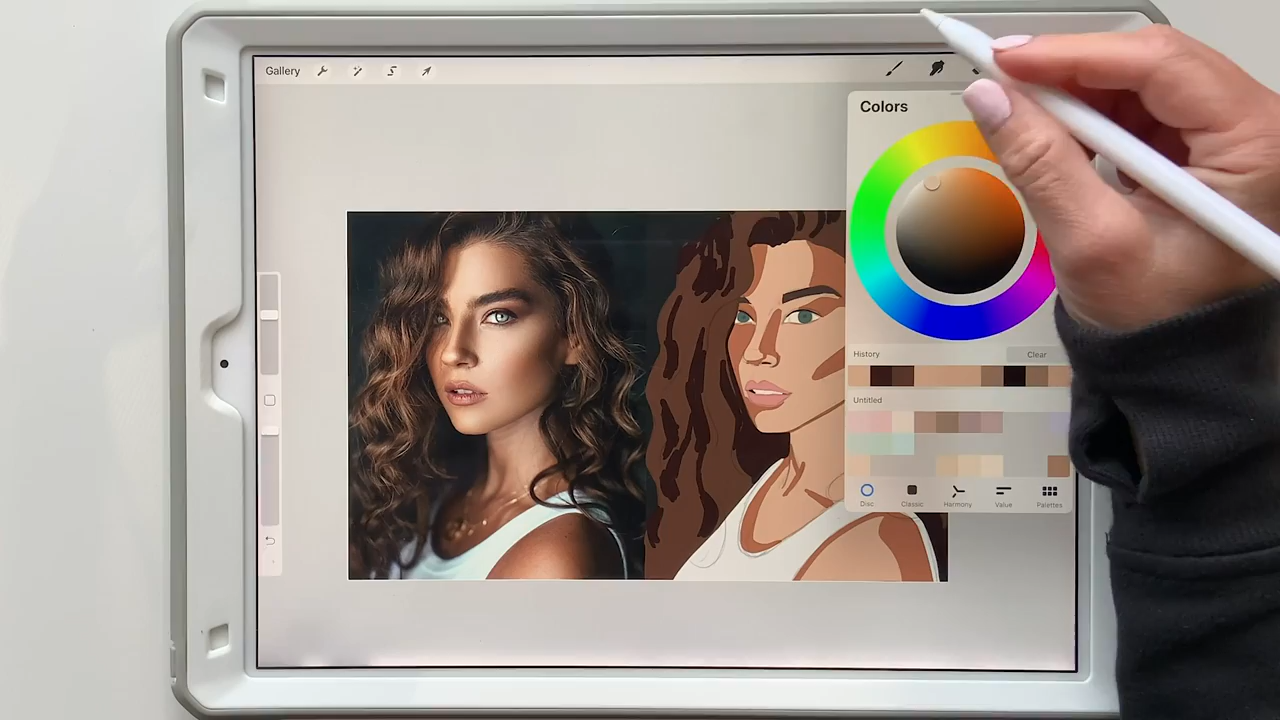 Gallery
Colors
History Clear
Untitled
Disc Classic Harmony Value Palettes